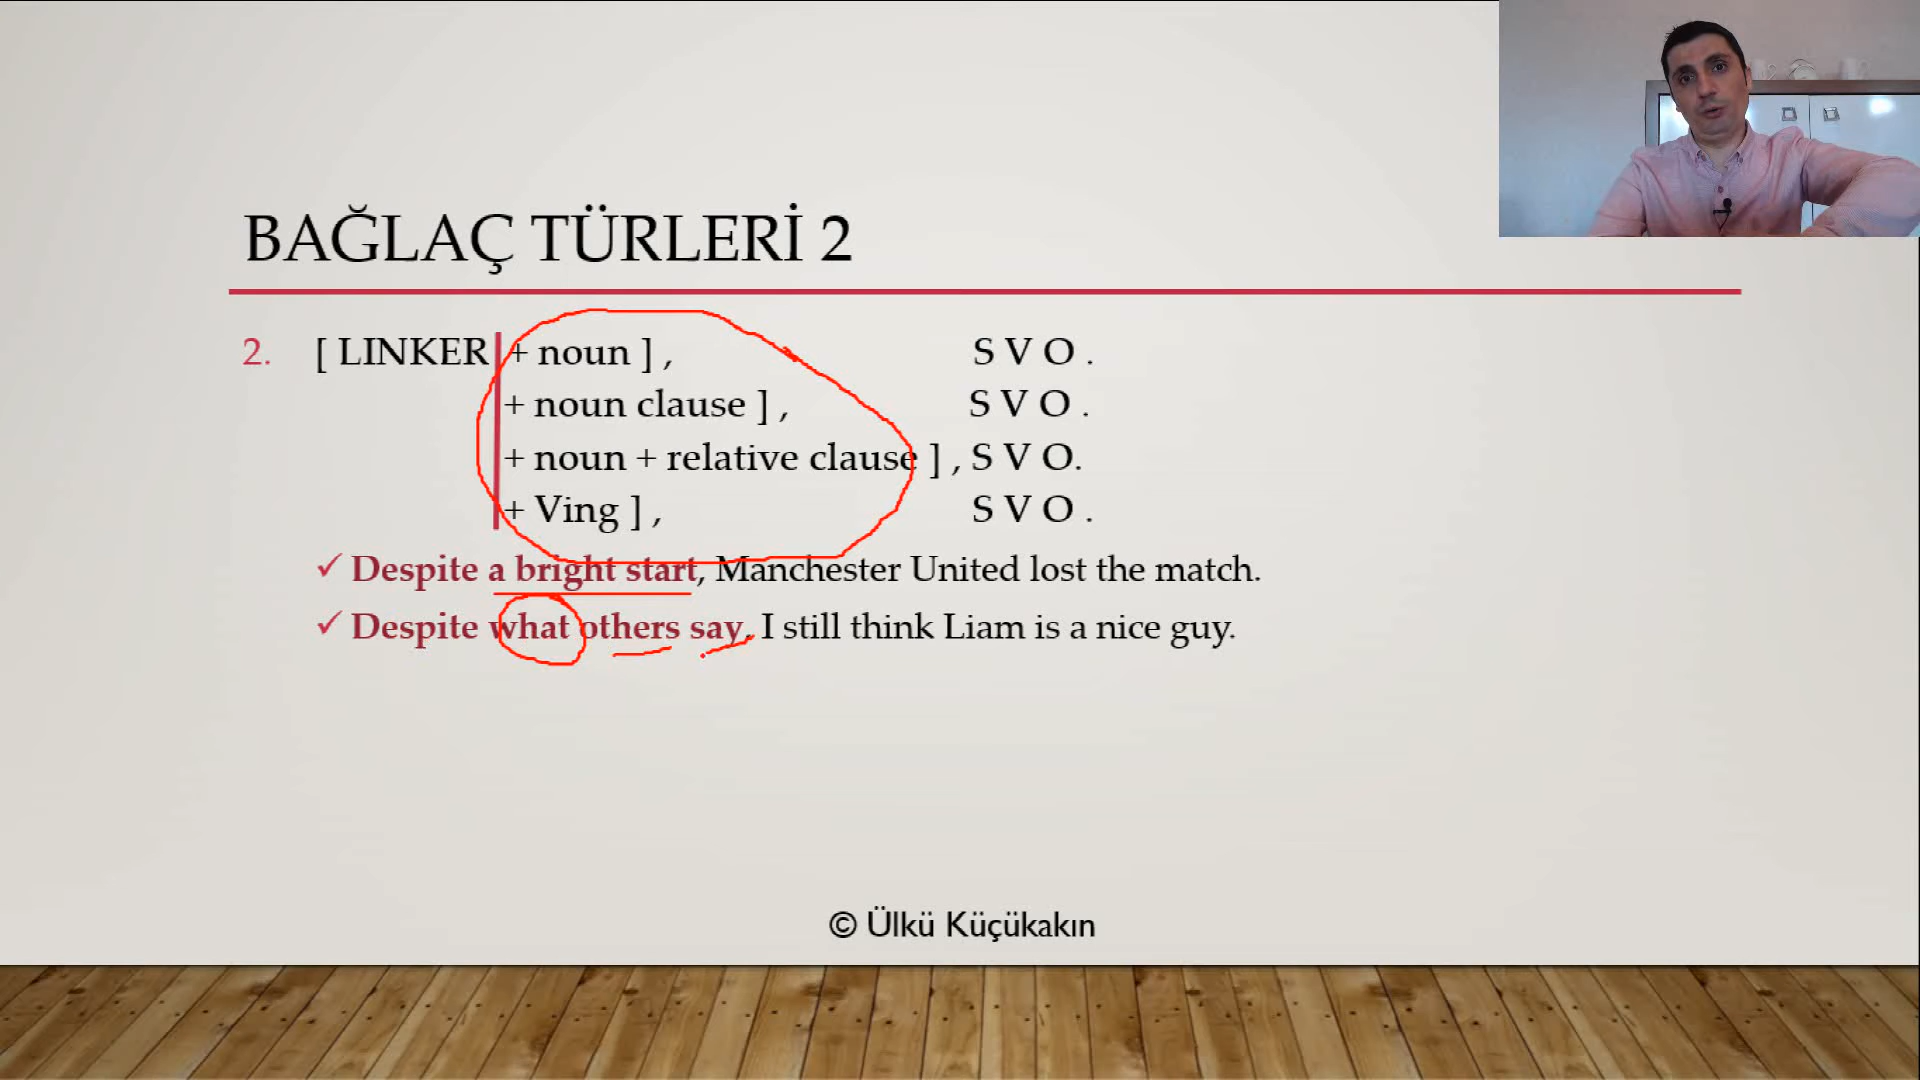 BAĞLAÇ TÜRLERİ 2
2. [ LINKER + noun ] , S V O .
+ noun clause ] , S V O .
+ noun + relative clause ] , S V O.
+ Ving ] , S V O .
✓ Despite a bright start, Manchester United lost the match.
✓ Despite what others say, I still think Liam is a nice guy.
© Ülkü Küçükakın